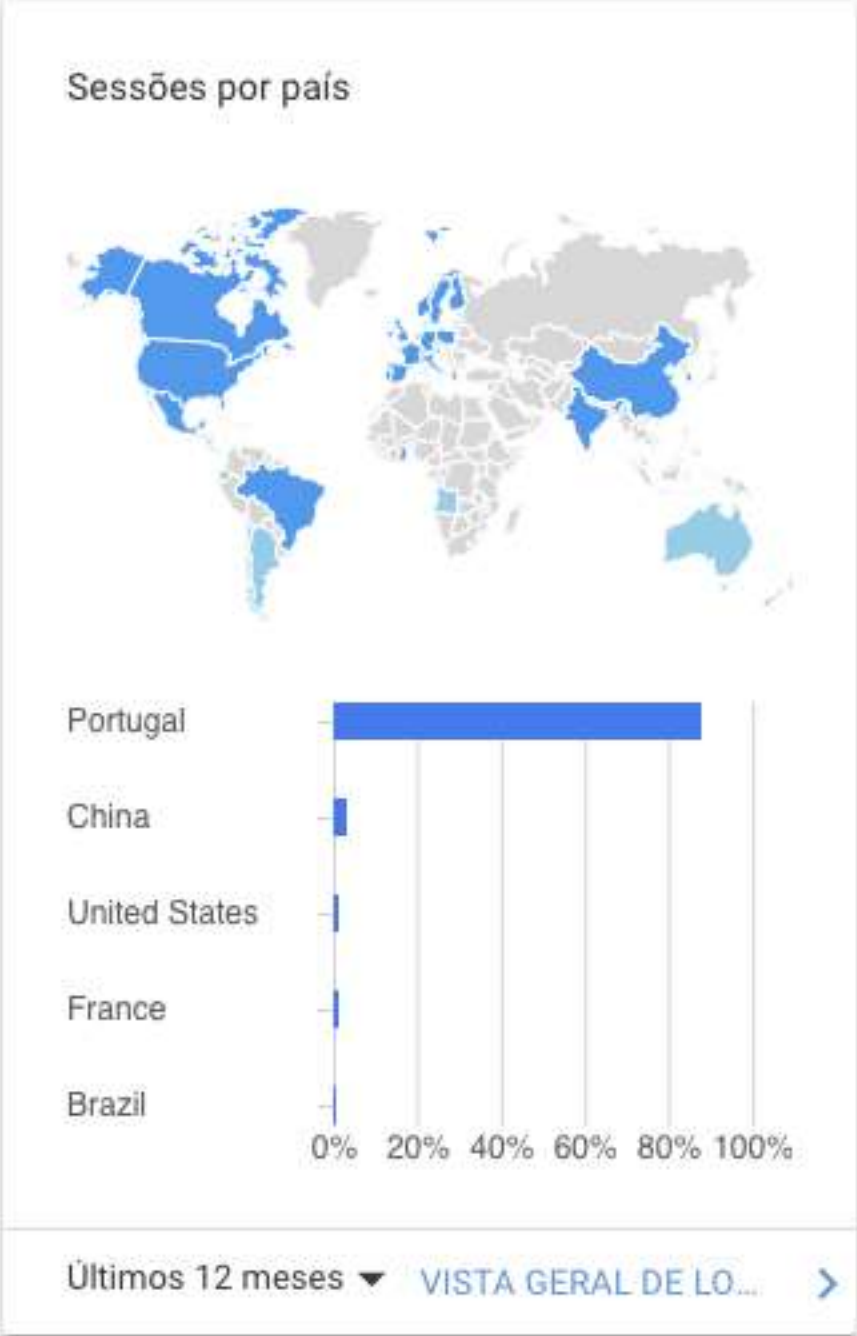 Sessões por país
Portugal
China
United States
France
Brazil
0% 20% 40% 60% 80% 100%
Últimos 12 meses VISTA GERAL DE LO...